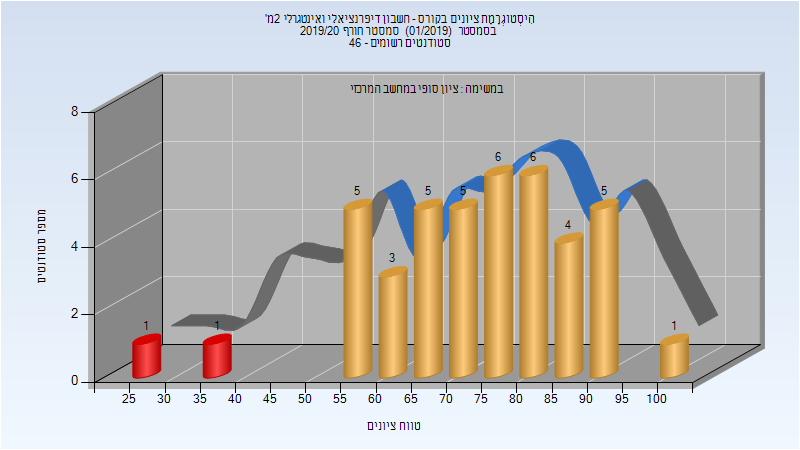 הִיסְטוֹגְרַמַת ציונים בקורס - חשבון דיפרנציאלי ואינטגרלי 2מ'
בסמסטר (01/2019) סמסטר חורף 2019/20
סטודנטים רשומים - 46
במשימה : ציון סופי במחשב המרכזי
מספר סטודנטים
8
6
4
2
0
1
1
5
3
5
5
6
6
4
5
1
25 30 35 40 45 50 55 60 65 70 75 80 85 90 95 100
טווח ציונים